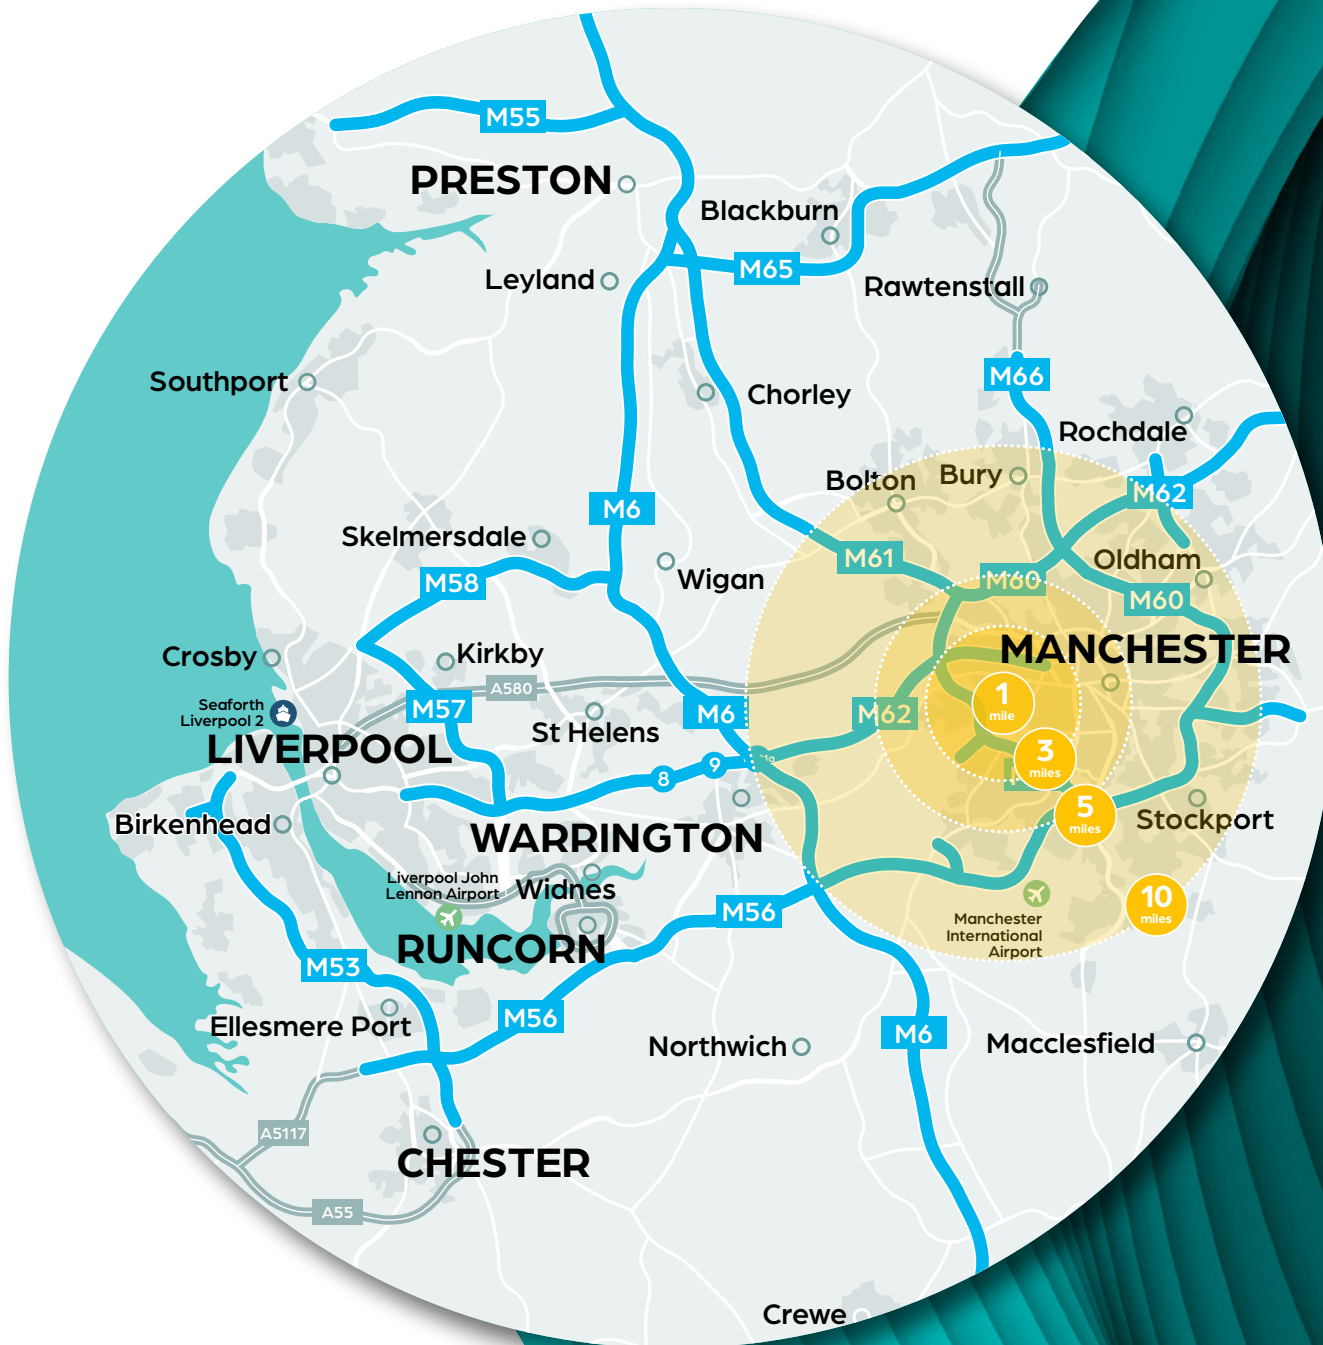 M55
PRESTON
Blackburn
M65
Leyland
Rawtenstall
M66
Southport
Chorley
Rochdale
Bolton
Bury
M62
M6
Skelmersdale
M61
Oldham
M58
Wigan
M60
M60
MANCHESTER
Crosby
Kirkby
A580
1
mile
Seaforth
Liverpool 2
M57
M6
M62
St Helens
LIVERPOOL
3
miles
8
9
5
miles
Birkenhead
WARRINGTON
Stockport
Liverpool John
Lennon Airport
Widnes
10
miles
M56
Manchester
International
Airport
RUNCORN
M53
M56
Ellesmere Port
M6
Northwich
Macclesfield
A5117
CHESTER
A55
Crewe